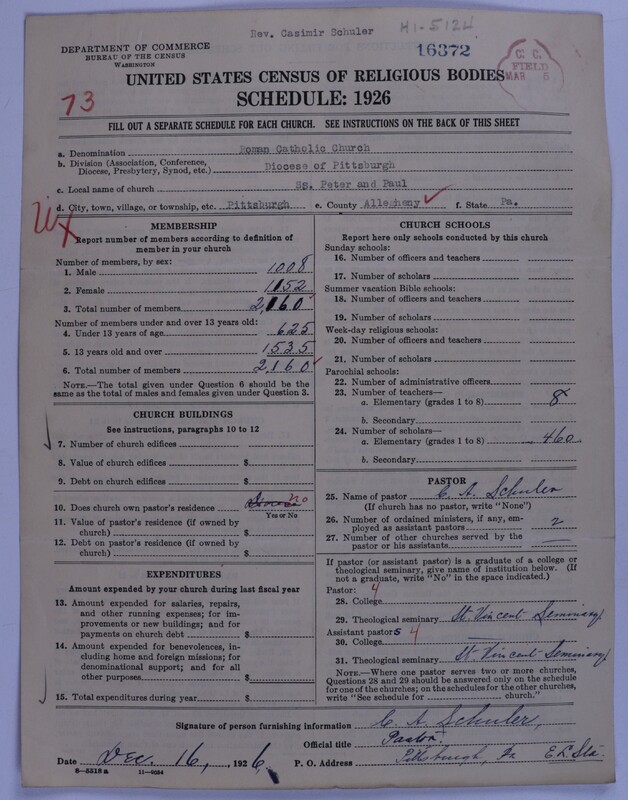 Rev. Casimir Schuler
H1-5124
DEPARTMENT OF COMMERCE
BUREAU OF THE CENSUS
WASHINGTON
16372
C. C.
FIELD
MAR 5
UNITED STATES CENSUS OF RELIGIOUS BODIES
73
SCHEDULE: 1926
FILL OUT A SEPARATE SCHEDULE FOR EACH CHURCH. SEE INSTRUCTIONS ON THE BACK OF THIS SHEET
a. Denomination Roman Catholic Church
b. Division (Association, Conference, Diocese, Presbytery, Synod, etc.) Diocese of Pittsburgh
c. Local name of church SS. Peter and Paul
d. City, town, village, or township, etc. Pittsburgh e. County Allegheny f. State Pa.
MEMBERSHIP
Report number of members according to definition of
member in your church
Number of members, by sex:
1. Male 1008
2. Female 1152
3. Total number of members 2,160
Number of members under and over 13 years old:
4. Under 13 years of age 625
5. 13 years old and over 1535
6. Total number of members 2,160
NOTE.—The total given under Question 6 should be the
same as the total of males and females given under Question 3.
CHURCH BUILDINGS
See instructions, paragraphs 10 to 12
7. Number of church edifices
8. Value of church edifices $
9. Debt on church edifices $
10. Does church own pastor's residence no
Yes or No
11. Value of pastor's residence (if owned by
church) $
12. Debt on pastor's residence (if owned by
church) $
EXPENDITURES
Amount expended by your church during last fiscal year
13. Amount expended for salaries, repairs,
and other running expenses; for im-
provements or new buildings; and for
payments on church debt $
14. Amount expended for benevolences, in-
cluding home and foreign missions; for
denominational support; and for all
other purposes $
15. Total expenditures during year $
CHURCH SCHOOLS
Report here only schools conducted by this church
Sunday schools:
16. Number of officers and teachers
17. Number of scholars
Summer vacation Bible schools:
18. Number of officers and teachers
19. Number of scholars
Week-day religious schools:
20. Number of officers and teachers
21. Number of scholars
Parochial schools:
22. Number of administrative officers
23. Number of teachers—
a. Elementary (grades 1 to 8) 8
b. Secondary
24. Number of scholars—
a. Elementary (grades 1 to 8) 460
b. Secondary
PASTOR
25. Name of pastor C. A. Schuler
(If church has no pastor, write "None")
26. Number of ordained ministers, if any, em-
ployed as assistant pastors 2
27. Number of other churches served by the
pastor or his assistants —
If pastor (or assistant pastor) is a graduate of a college or
theological seminary, give name of institution below. (If
not a graduate, write "No" in the space indicated.)
Pastor: 4
28. College
29. Theological seminary St. Vincent Seminary
Assistant pastors 4
30. College —
31. Theological seminary St. Vincent Seminary
NOTE.—Where one pastor serves two or more churches,
Questions 28 and 29 should be answered only on the schedule
for one of the churches; on the schedules for the other churches,
write "See schedule for church."
Signature of person furnishing information C. A. Schuler,
Official title Pastor
Date Dec. 16, 1926 P. O. Address Pittsburgh, Pa E. L. Sta.
6-5518a 11-9054